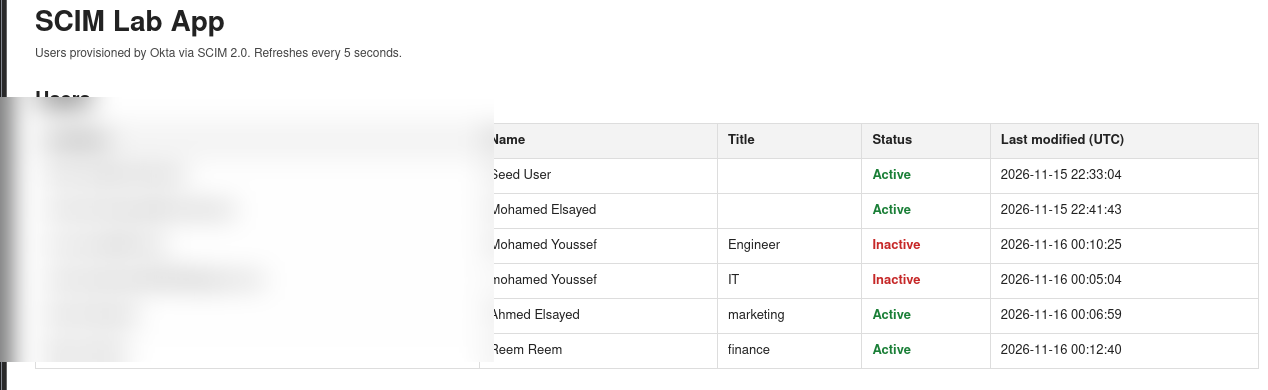 SCIM Lab App
Users provisioned by Okta via SCIM 2.0. Refreshes every 5 seconds.
Users
Name Title Status Last modified (UTC)
Seed User Active 2026-11-15 22:33:04
Mohamed Elsayed Active 2026-11-15 22:41:43
Mohamed Youssef Engineer Inactive 2026-11-16 00:10:25
mohamed Youssef IT Inactive 2026-11-16 00:05:04
Ahmed Elsayed marketing Active 2026-11-16 00:06:59
Reem Reem finance Active 2026-11-16 00:12:40